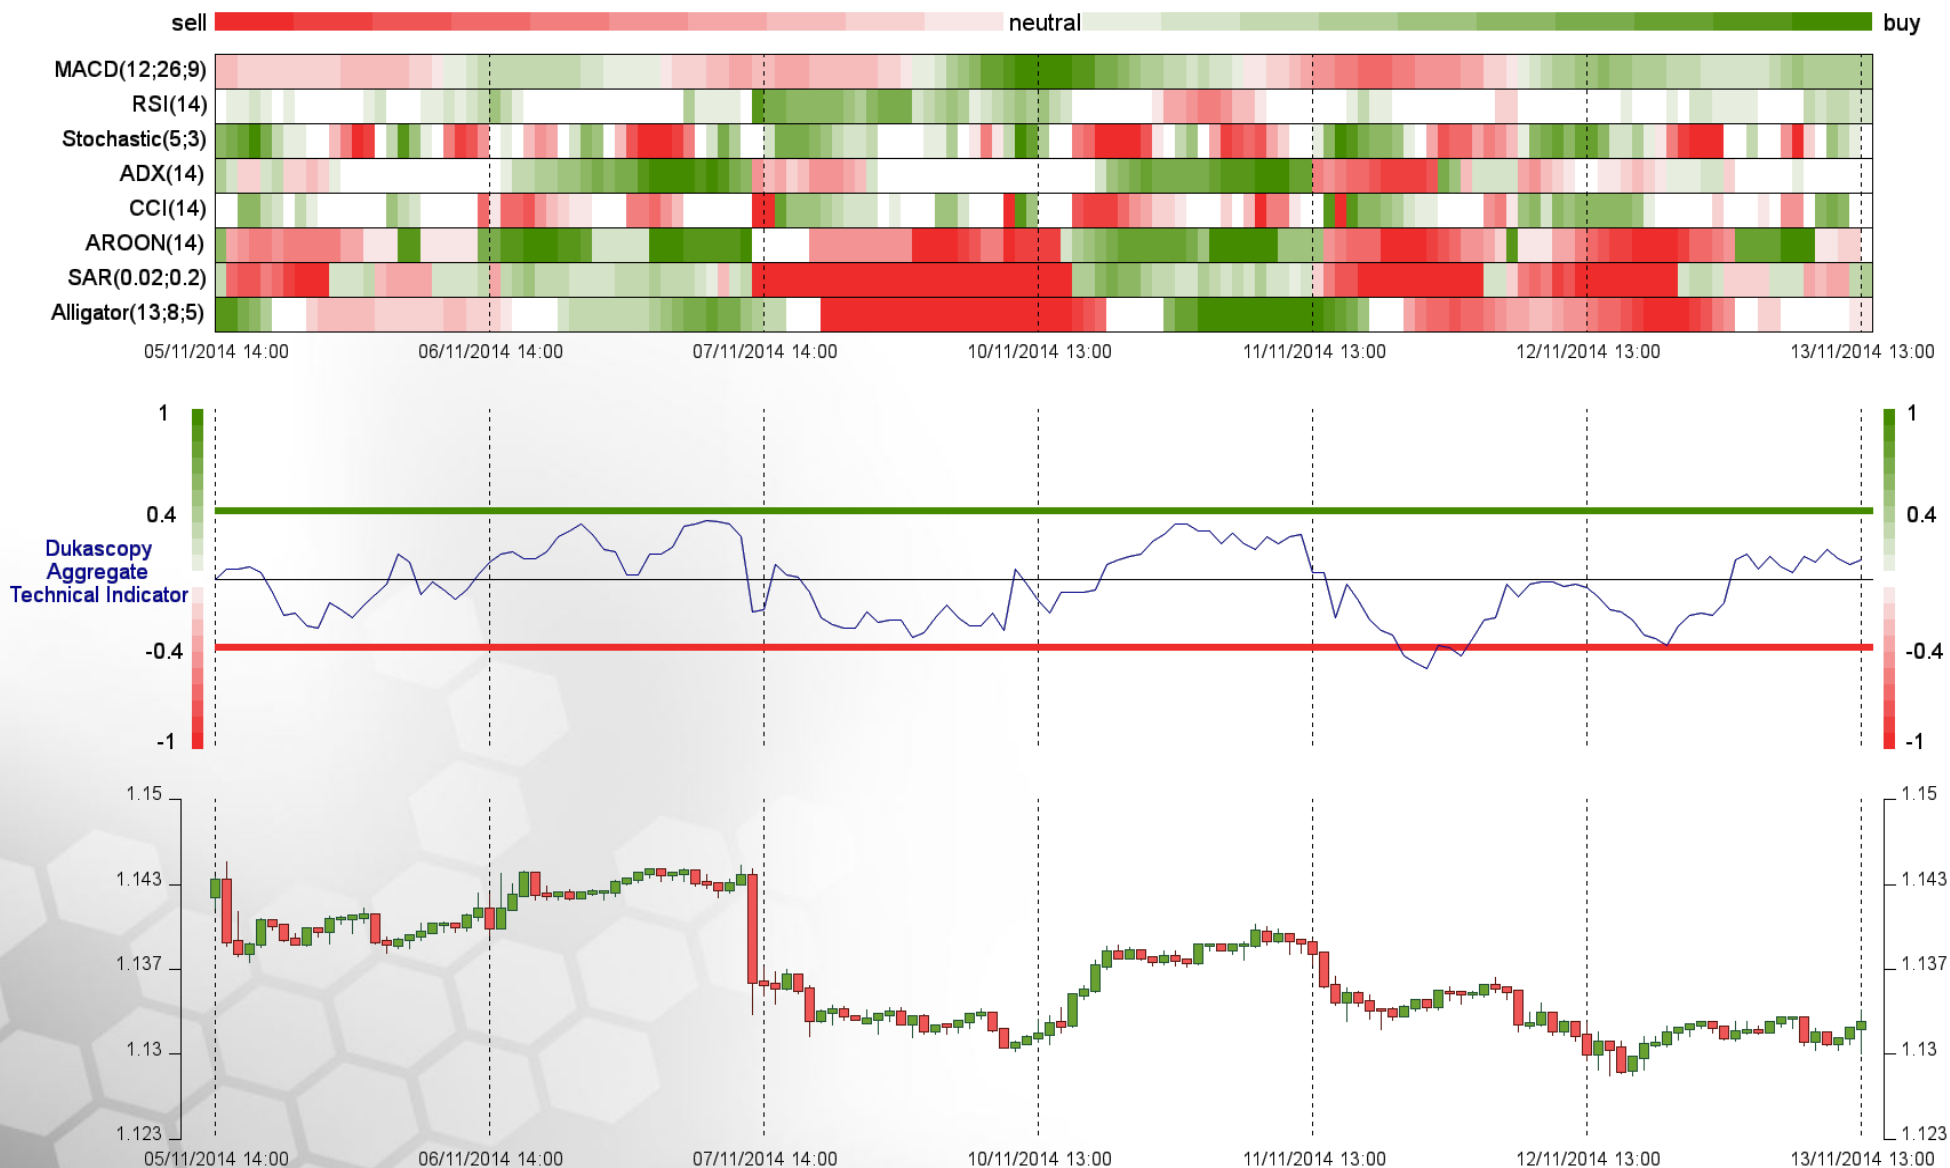 sell neutral buy
MACD(12;26;9)
RSI(14)
Stochastic(5;3)
ADX(14)
CCI(14)
AROON(14)
SAR(0.02;0.2)
Alligator(13;8;5)
05/11/2014 14:00 06/11/2014 14:00 07/11/2014 14:00 10/11/2014 13:00 11/11/2014 13:00 12/11/2014 13:00 13/11/2014 13:00
1 1
0.4 0.4
Dukascopy
Aggregate
Technical Indicator
-0.4 -0.4
-1 -1
1.15 1.15
1.143 1.143
1.137 1.137
1.13 1.13
1.123 1.123
05/11/2014 14:00 06/11/2014 14:00 07/11/2014 14:00 10/11/2014 13:00 11/11/2014 13:00 12/11/2014 13:00 13/11/2014 13:00